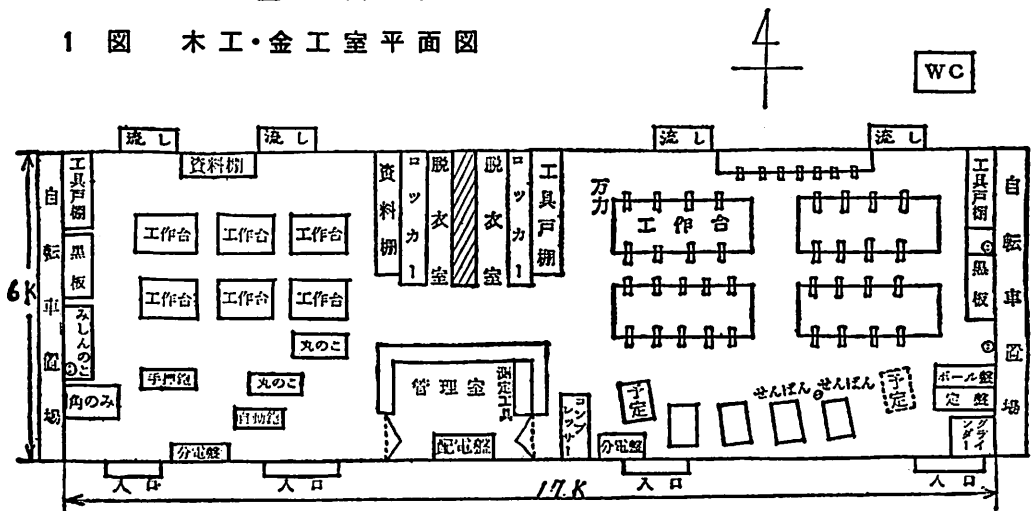 1 図 木工・金工室平面図
WC
流し
流し
流し
流し
自転車置場
工具戸棚
資料棚
資料棚
ロッカー
脱衣室
脱衣室
ロッカー
工具戸棚
万力
工作台
工具戸棚
自転車置場
工作台
工作台
工作台
黒板
黒板
6K
工作台
工作台
工作台
みしんのこ
丸のこ
手押鉋
丸のこ
角のみ
自動鉋
分電盤
管理室
測定工具
配電盤
コンプレッサー
予定
せんばん
せんばん
予定
ボール盤
定盤
グラインダー
分電盤
入口
入口
入口
入口
17.K